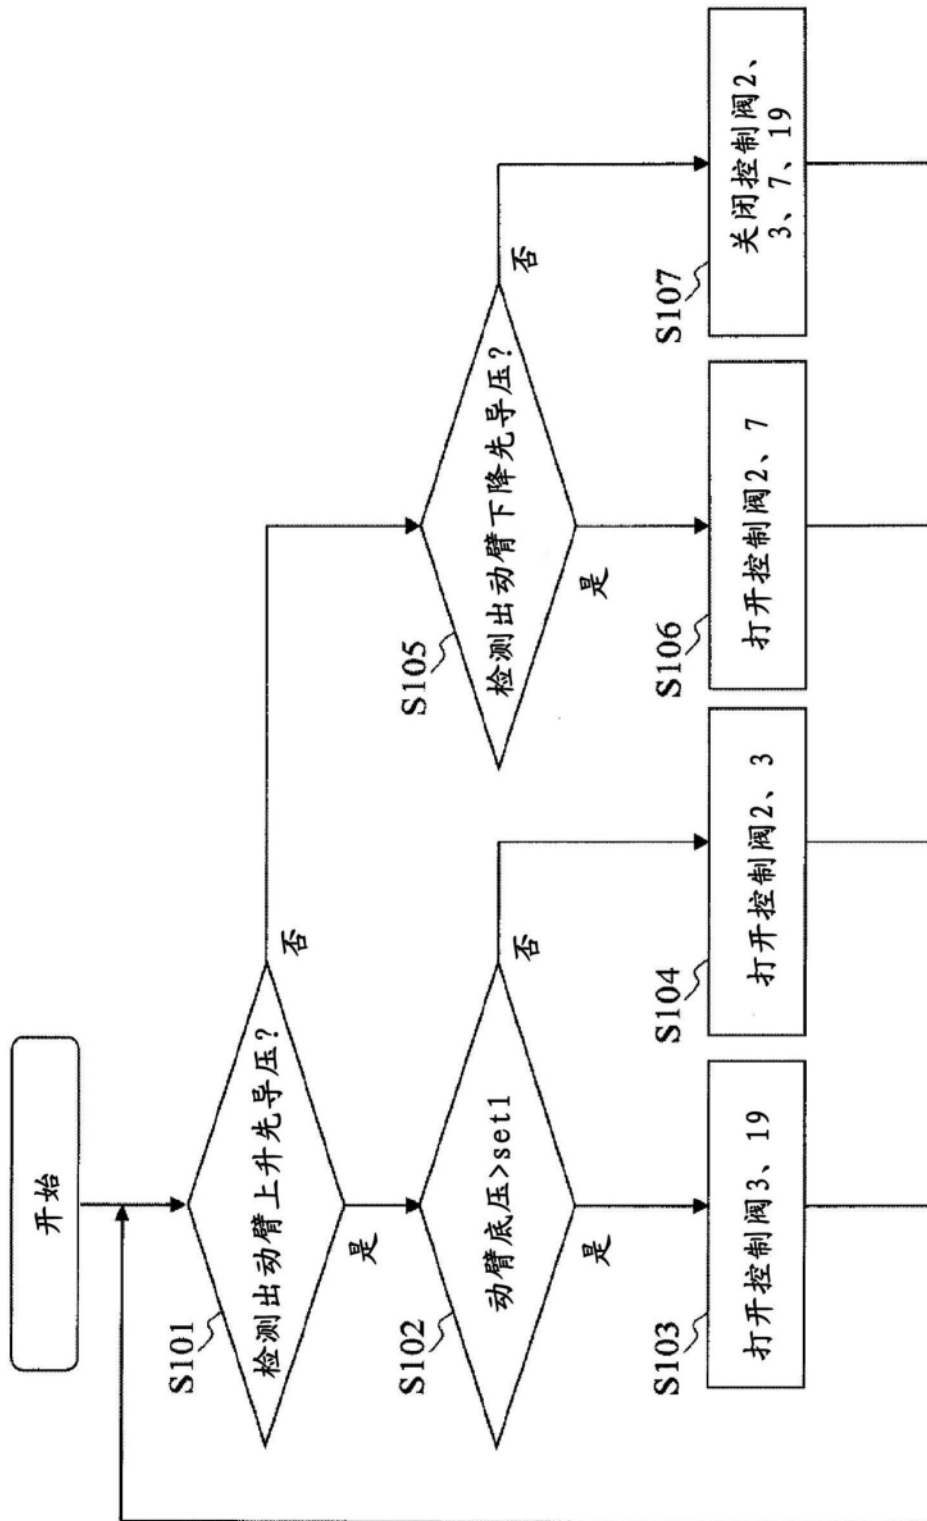 开始
S101
检测出动臂上升先导压?
是
否
S102
动臂底压>set1
是
否
S105
检测出动臂下降先导压?
是
否
S103
打开控制阀3、19
S104
打开控制阀2、3
S106
打开控制阀2、7
S107
关闭控制阀2、
3、7、19